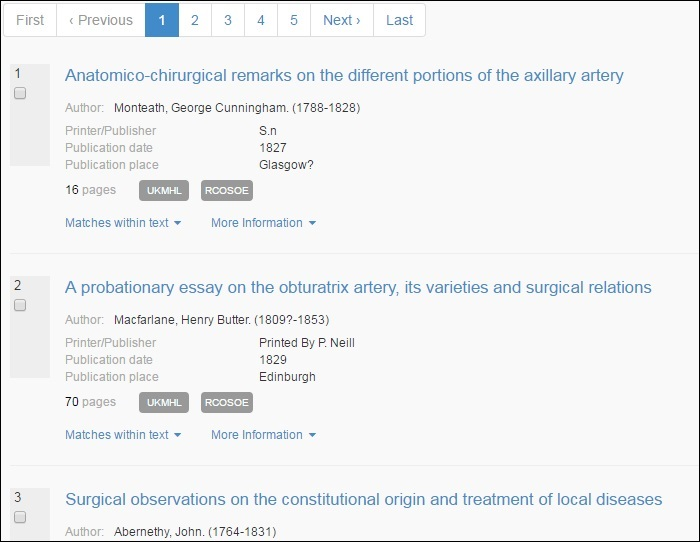 First ‹ Previous 1 2 3 4 5 Next › Last
1 Anatomico-chirurgical remarks on the different portions of the axillary artery
Author: Monteath, George Cunningham. (1788-1828)
Printer/Publisher S.n
Publication date 1827
Publication place Glasgow?
16 pages UKMHL RCOSOE
Matches within text More Information
2 A probationary essay on the obturatrix artery, its varieties and surgical relations
Author: Macfarlane, Henry Butter. (1809?-1853)
Printer/Publisher Printed By P. Neill
Publication date 1829
Publication place Edinburgh
70 pages UKMHL RCOSOE
Matches within text More Information
3 Surgical observations on the constitutional origin and treatment of local diseases
Author: Abernethy, John. (1764-1831)